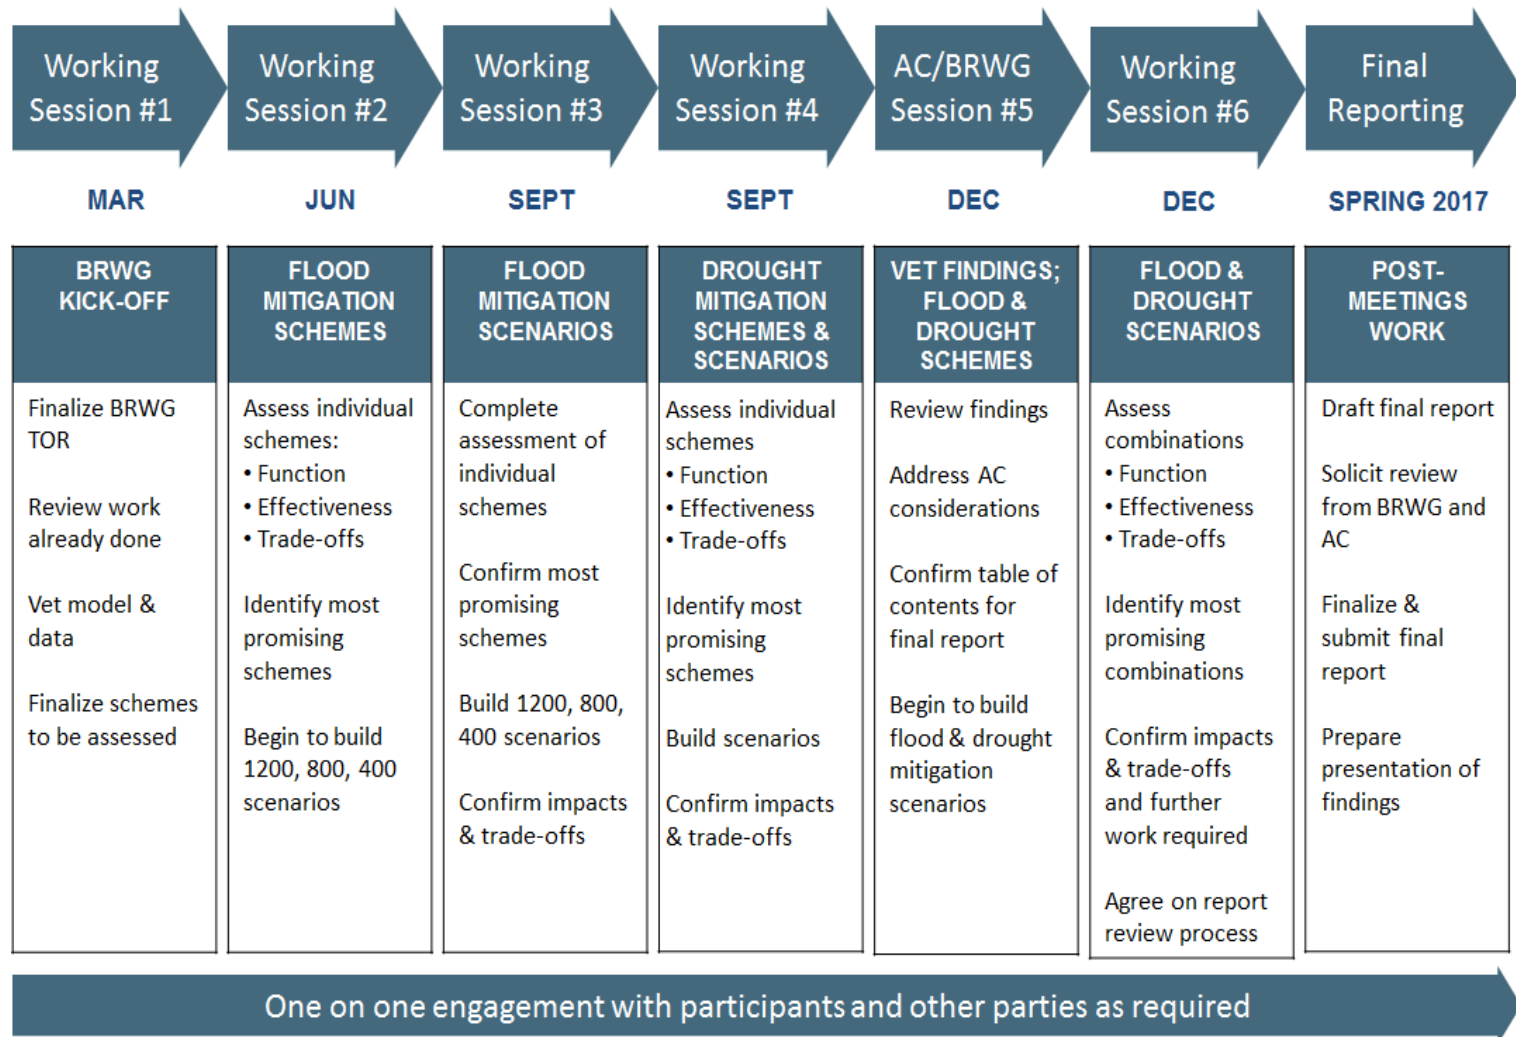 Working
Session #1
Working
Session #2
Working
Session #3
Working
Session #4
AC/BRWG
Session #5
Working
Session #6
Final
Reporting
MAR
JUN
SEPT
SEPT
DEC
DEC
SPRING 2017
BRWG
KICK-OFF
Finalize BRWG
TOR
Review work
already done
Vet model &
data
Finalize schemes
to be assessed
FLOOD
MITIGATION
SCHEMES
Assess individual
schemes:
• Function
• Effectiveness
• Trade-offs
Identify most
promising
schemes
Begin to build
1200, 800, 400
scenarios
FLOOD
MITIGATION
SCENARIOS
Complete
assessment of
individual
schemes
Confirm most
promising
schemes
Build 1200, 800,
400 scenarios
Confirm impacts
& trade-offs
DROUGHT
MITIGATION
SCHEMES &
SCENARIOS
Assess individual
schemes
• Function
• Effectiveness
• Trade-offs
Identify most
promising
schemes
Build scenarios
Confirm impacts
& trade-offs
VET FINDINGS;
FLOOD &
DROUGHT
SCHEMES
Review findings
Address AC
considerations
Confirm table of
contents for
final report
Begin to build
flood & drought
mitigation
scenarios
FLOOD &
DROUGHT
SCENARIOS
Assess
combinations
• Function
• Effectiveness
• Trade-offs
Identify most
promising
combinations
Confirm impacts
& trade-offs
and further
work required
Agree on report
review process
POST-
MEETINGS
WORK
Draft final report
Solicit review
from BRWG and
AC
Finalize &
submit final
report
Prepare
presentation of
findings
One on one engagement with participants and other parties as required